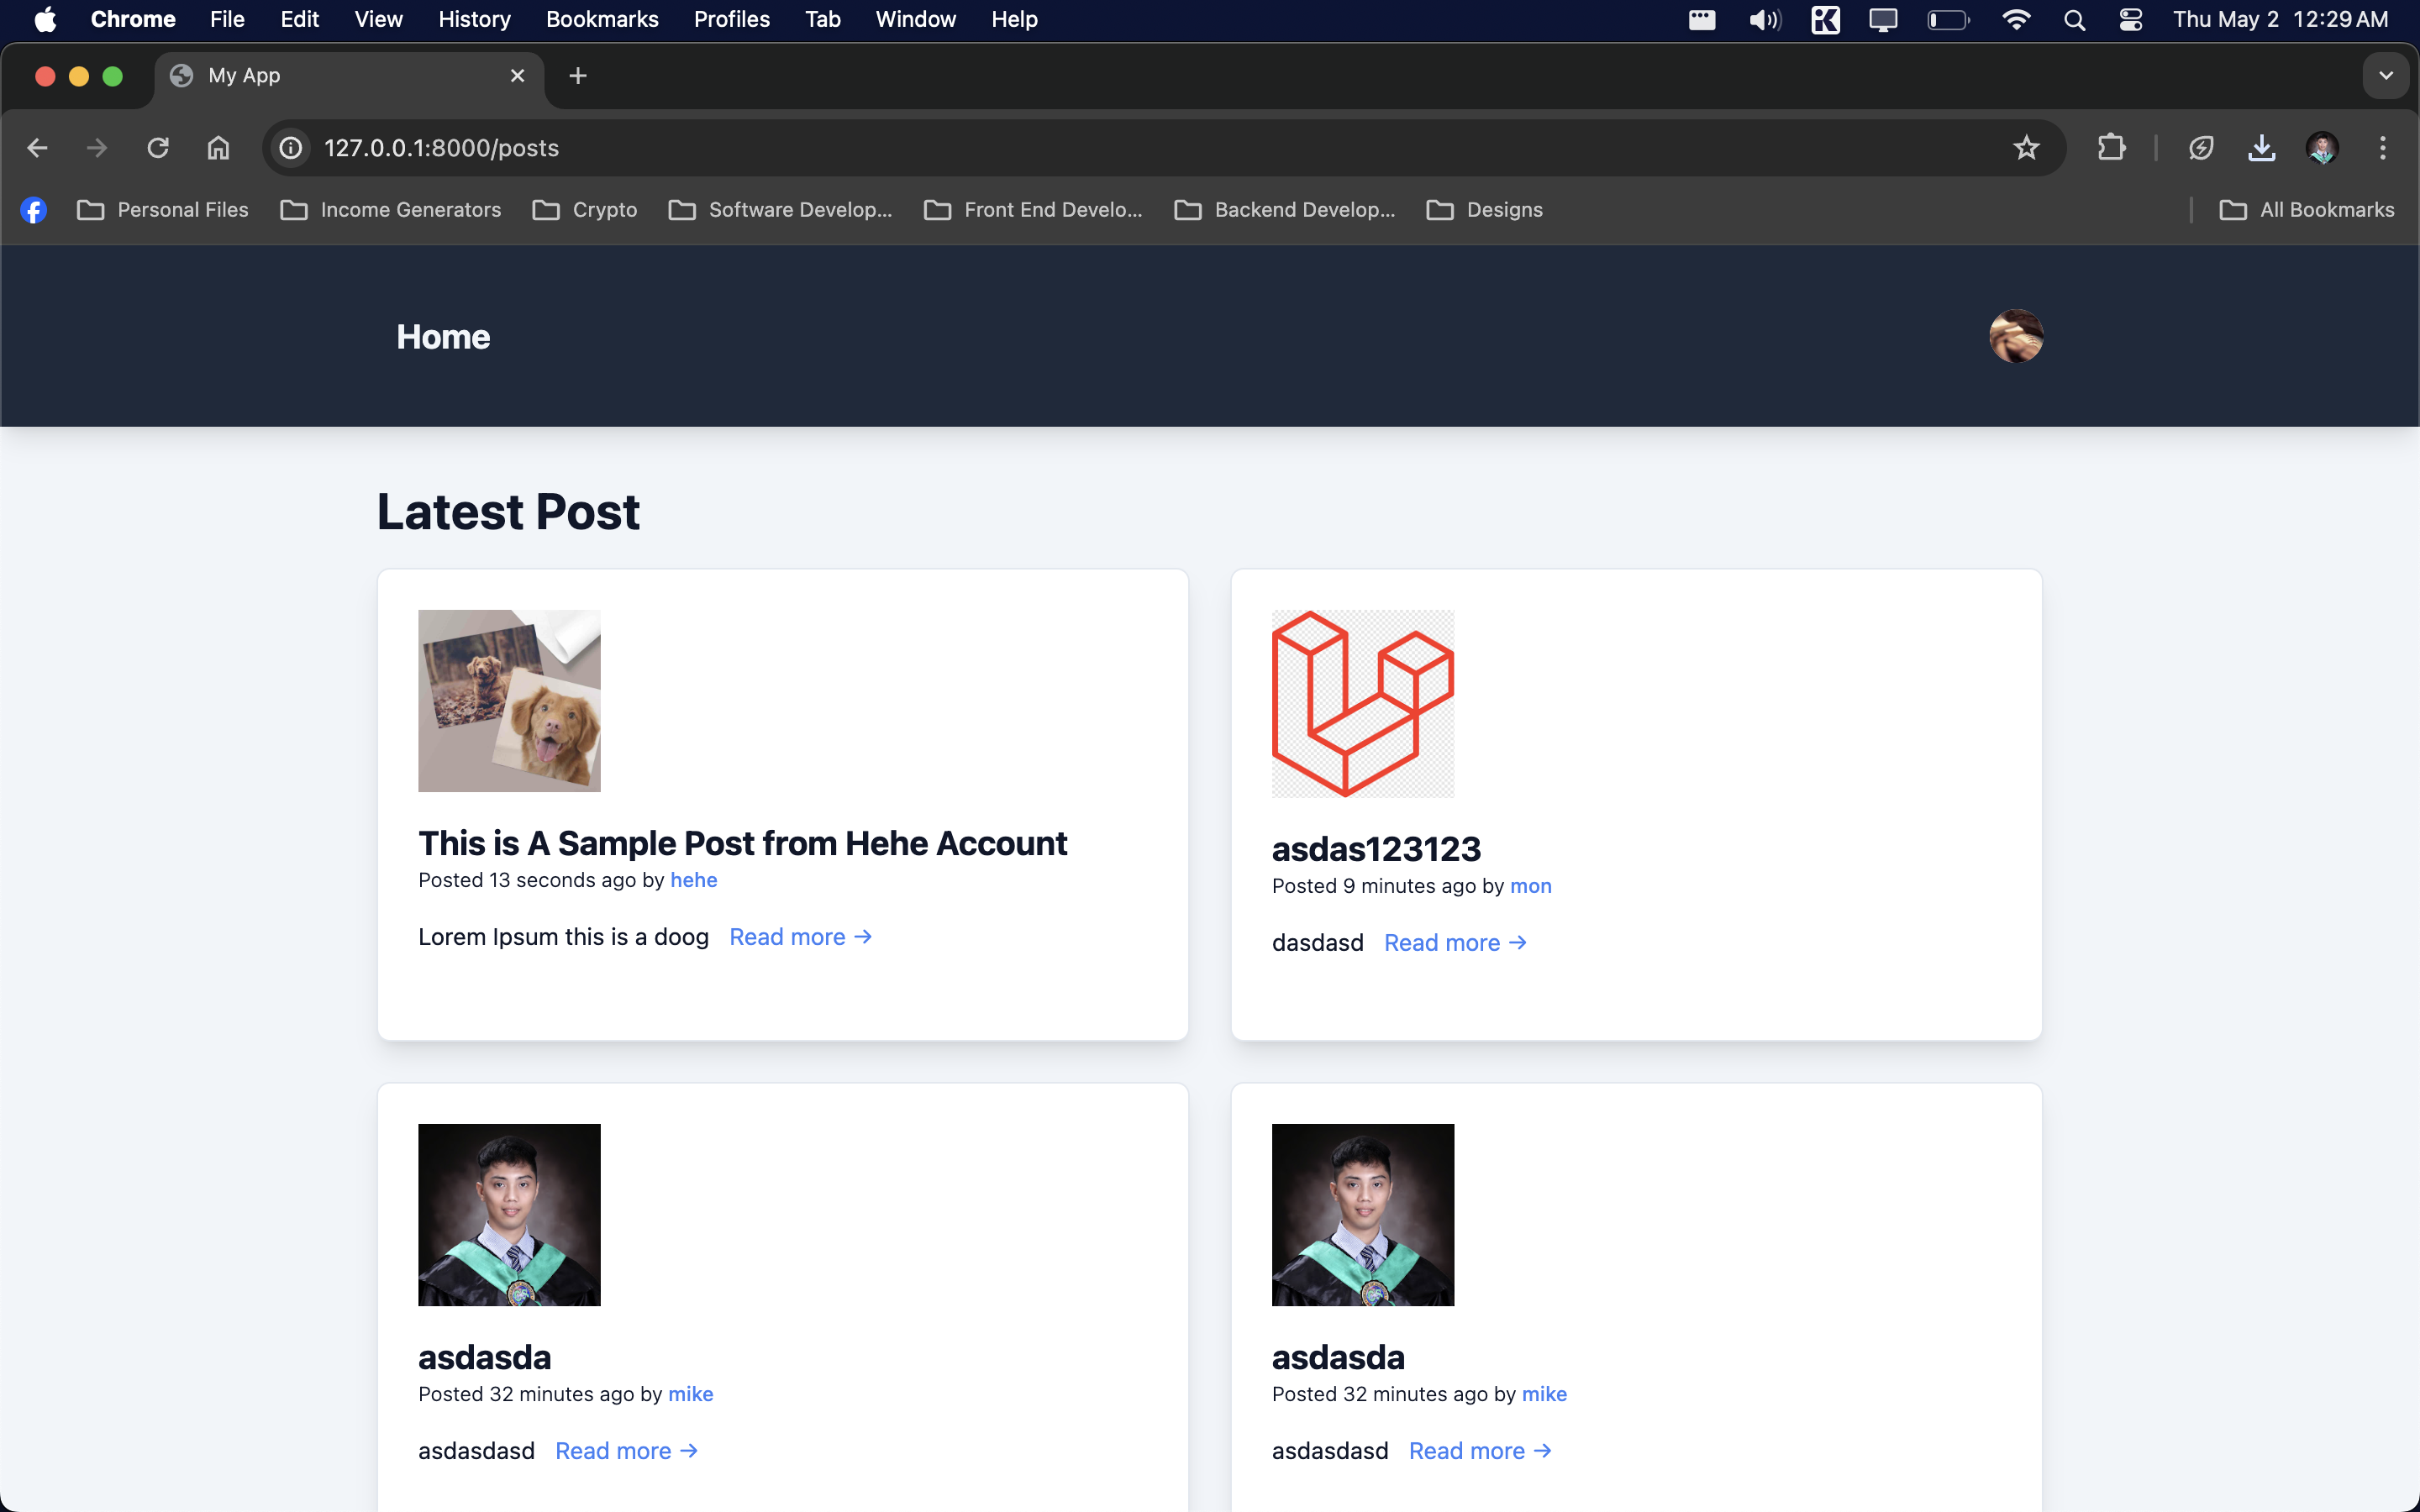 Chrome File Edit View History Bookmarks Profiles Tab Window Help Thu May 2 12:29 AM
My App
127.0.0.1:8000/posts
Personal Files Income Generators Crypto Software Develop... Front End Develo... Backend Develop... Designs All Bookmarks
Home
Latest Post
This is A Sample Post from Hehe Account
Posted 13 seconds ago by hehe
Lorem Ipsum this is a doog Read more →
asdas123123
Posted 9 minutes ago by mon
dasdasd Read more →
asdasda
Posted 32 minutes ago by mike
asdasdasd Read more →
asdasda
Posted 32 minutes ago by mike
asdasdasd Read more →